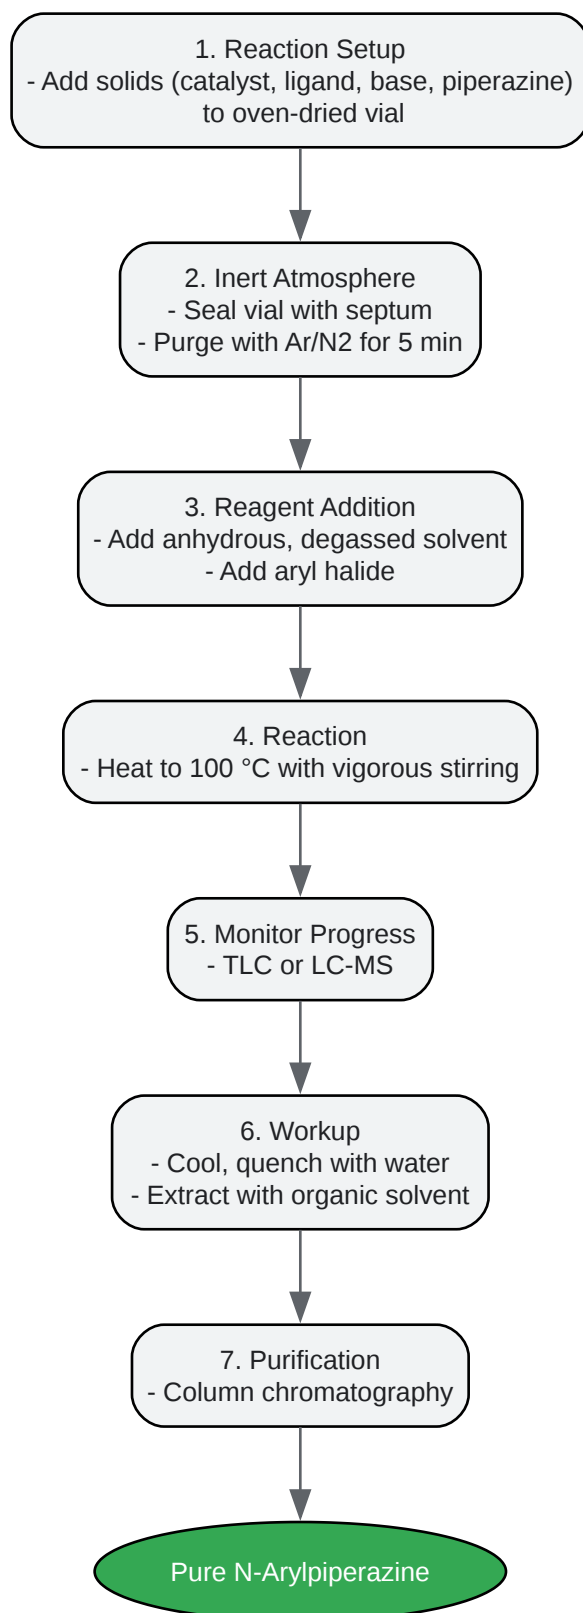 1. Reaction Setup
- Add solids (catalyst, ligand, base, piperazine)
to oven-dried vial
2. Inert Atmosphere
- Seal vial with septum
- Purge with Ar/N2 for 5 min
3. Reagent Addition
- Add anhydrous, degassed solvent
- Add aryl halide
4. Reaction
- Heat to 100 °C with vigorous stirring
5. Monitor Progress
- TLC or LC-MS
6. Workup
- Cool, quench with water
- Extract with organic solvent
7. Purification
- Column chromatography
Pure N-Arylpiperazine